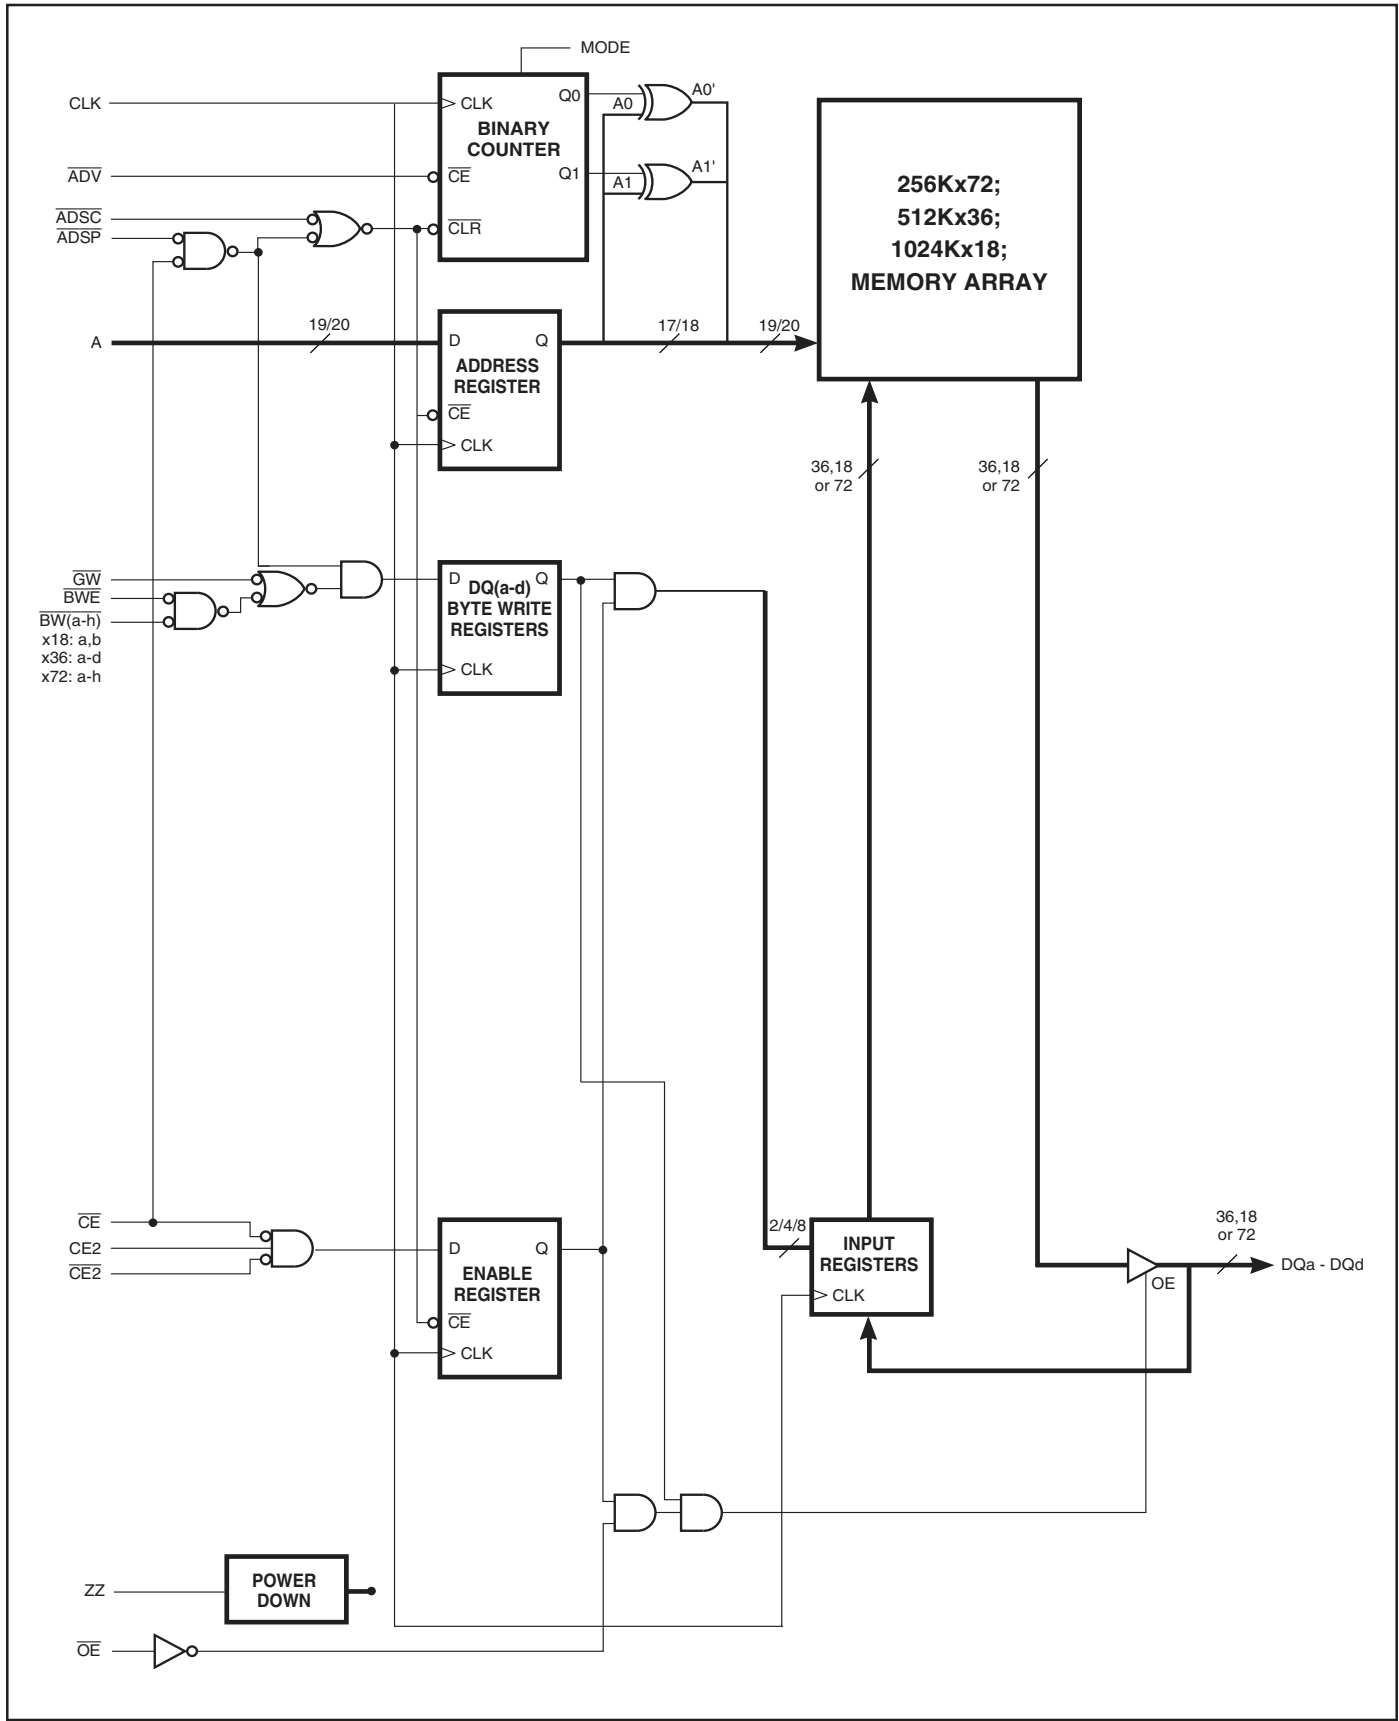 MODE
CLK
CLK
Q0
A0
A0'
BINARY
COUNTER
ADV
CE
Q1
A1
A1'
ADSC
ADSP
CLR
256Kx72;
512Kx36;
1024Kx18;
MEMORY ARRAY
A
19/20
D
Q
17/18
19/20
ADDRESS
REGISTER
CE
CLK
36,18
or 72
36,18
or 72
GW
BWE
BW(a-h)
x18: a,b
x36: a-d
x72: a-h
D
Q
DQ(a-d)
BYTE WRITE
REGISTERS
CLK
CE
CE2
CE2
D
Q
ENABLE
REGISTER
CE
CLK
2/4/8
INPUT
REGISTERS
CLK
36,18
or 72
OE
DQa - DQd
ZZ
POWER
DOWN
OE